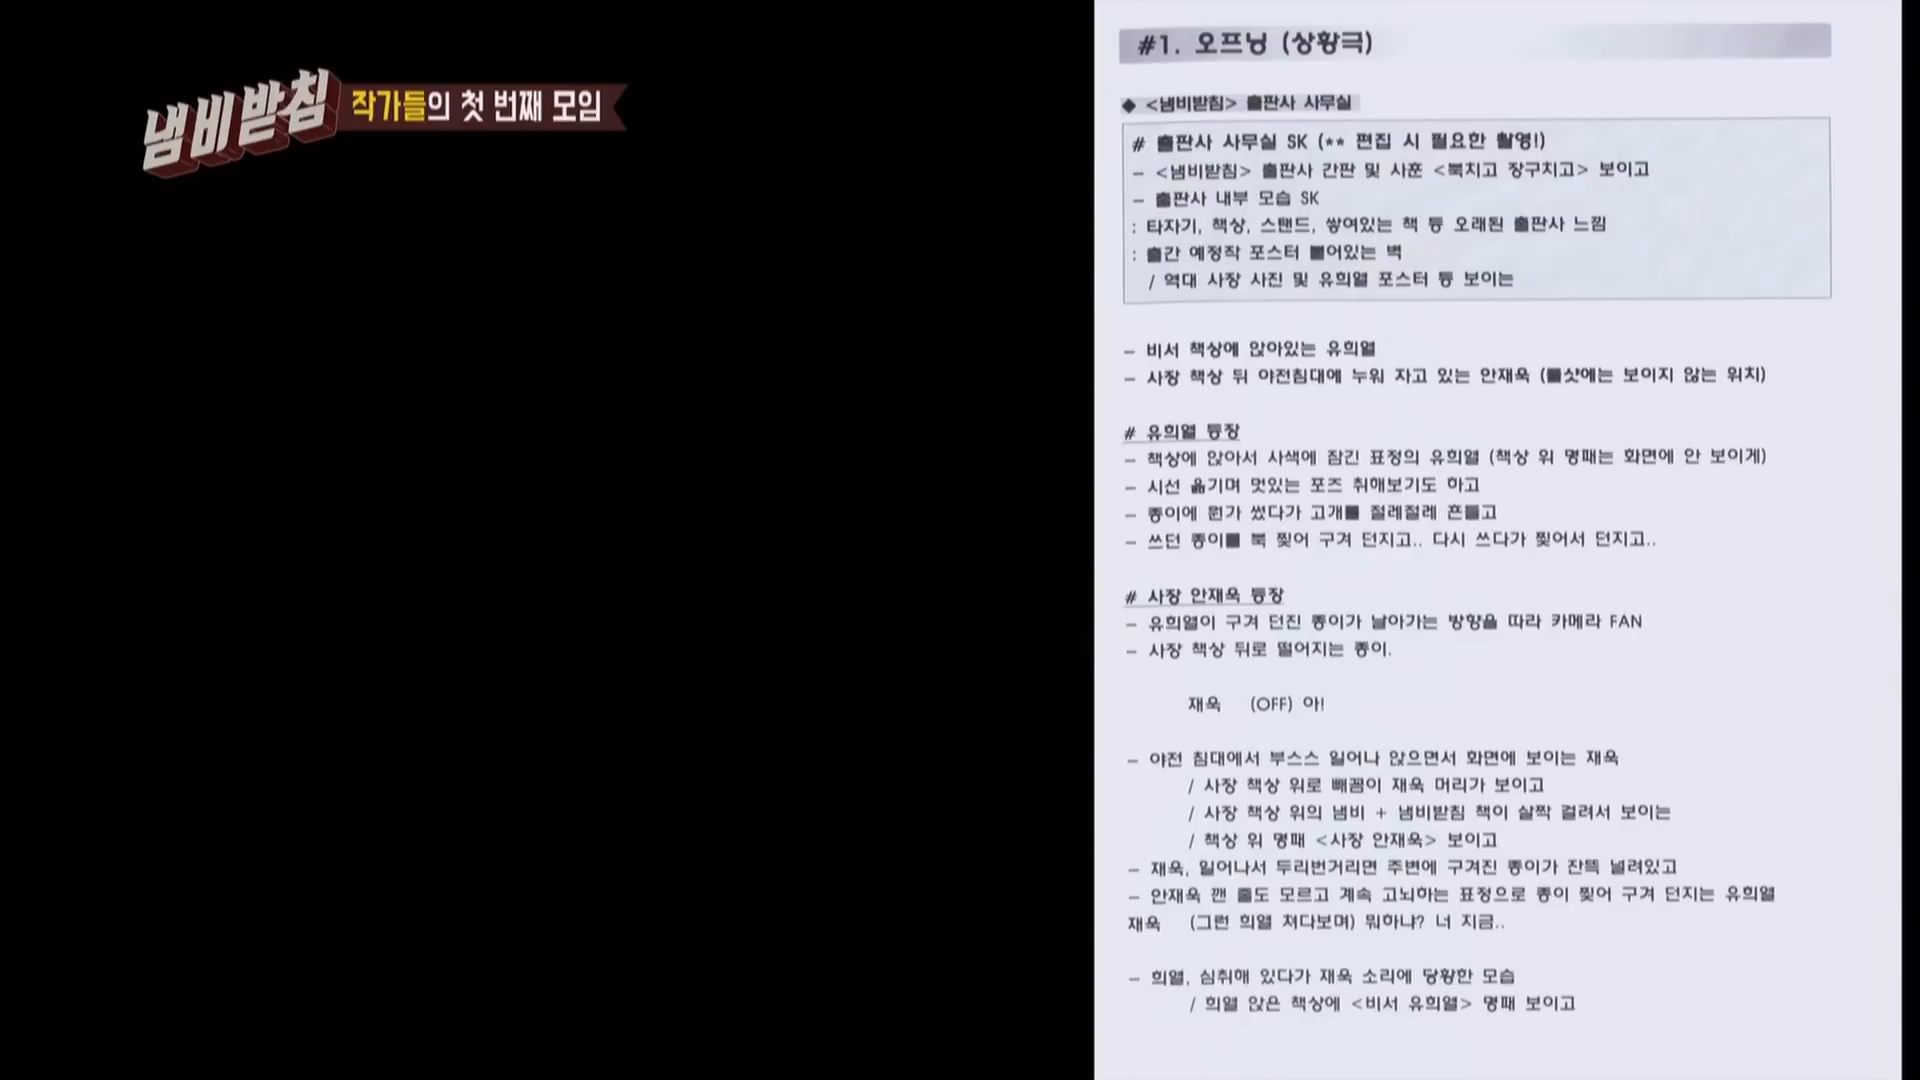 냄비받침 작가들의 첫 번째 모임
#1. 오프닝 (상황극)
◆ <냄비받침> 출판사 사무실
# 출판사 사무실 SK (** 편집 시 필요한 촬영!)
- <냄비받침> 출판사 간판 및 사훈 <북치고 장구치고> 보이고
- 출판사 내부 모습 SK
: 타자기, 책상, 스탠드, 쌓여있는 책 등 오래된 출판사 느낌
: 출간 예정작 포스터 붙어있는 벽
/ 역대 사장 사진 및 유희열 포스터 등 보이는
- 비서 책상에 앉아있는 유희열
- 사장 책상 뒤 야전침대에 누워 자고 있는 안재욱 (풀샷에는 보이지 않는 위치)
# 유희열 등장
- 책상에 앉아서 사색에 잠긴 표정의 유희열 (책상 위 명패는 화면에 안 보이게)
- 시선 옮기며 멋있는 포즈 취해보기도 하고
- 종이에 뭔가 썼다가 고개를 절레절레 흔들고
- 쓰던 종이를 북 찢어 구겨 던지고.. 다시 쓰다가 찢어서 던지고..
# 사장 안재욱 등장
- 유희열이 구겨 던진 종이가 날아가는 방향을 따라 카메라 FAN
- 사장 책상 뒤로 떨어지는 종이.
재욱 (OFF) 아!
- 야전 침대에서 부스스 일어나 앉으면서 화면에 보이는 재욱
/ 사장 책상 위로 빼꼼이 재욱 머리가 보이고
/ 사장 책상 위의 냄비 + 냄비받침 책이 살짝 걸려서 보이는
/ 책상 위 명패 <사장 안재욱> 보이고
- 재욱, 일어나서 두리번거리면 주변에 구겨진 종이가 잔뜩 널려있고
- 안재욱 깬 줄도 모르고 계속 고뇌하는 표정으로 종이 찢어 구겨 던지는 유희열
재욱 (그런 희열 쳐다보며) 뭐하냐? 너 지금..
- 희열, 심취해 있다가 재욱 소리에 당황한 모습
/ 희열 앉은 책상에 <비서 유희열> 명패 보이고